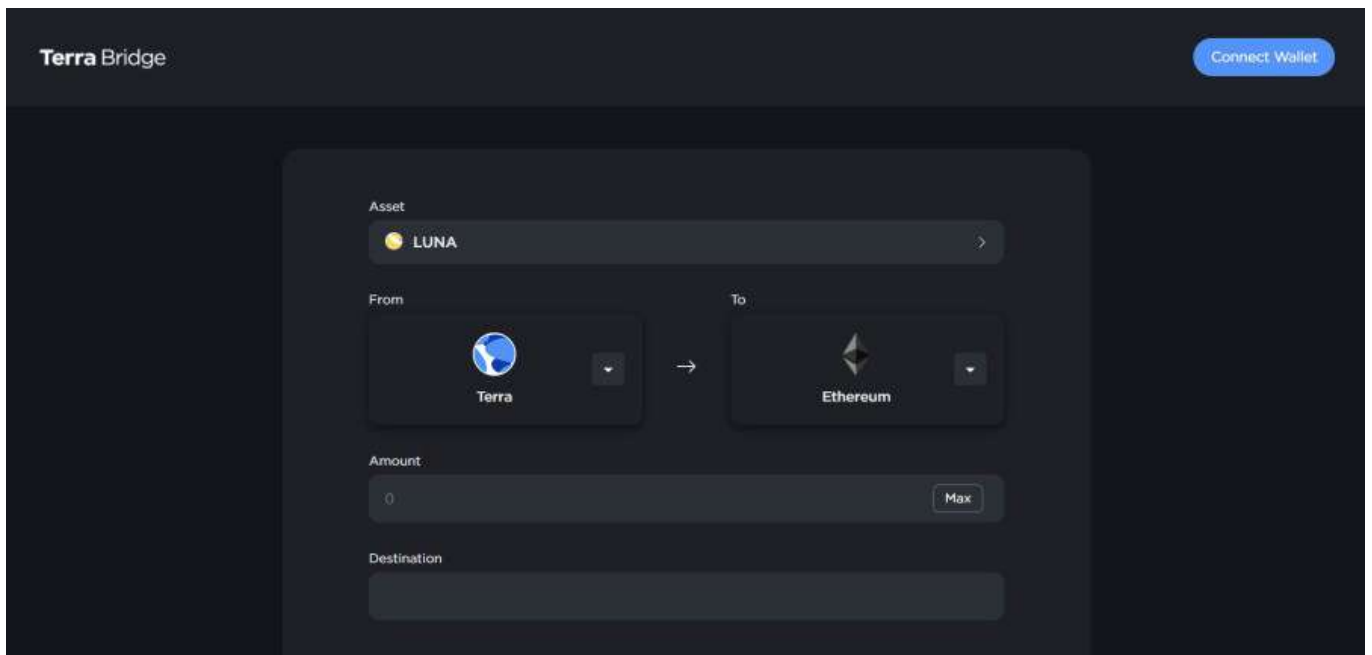 Terra Bridge
Connect Wallet
Asset
LUNA
From
To
Terra
Ethereum
Amount
0
Max
Destination